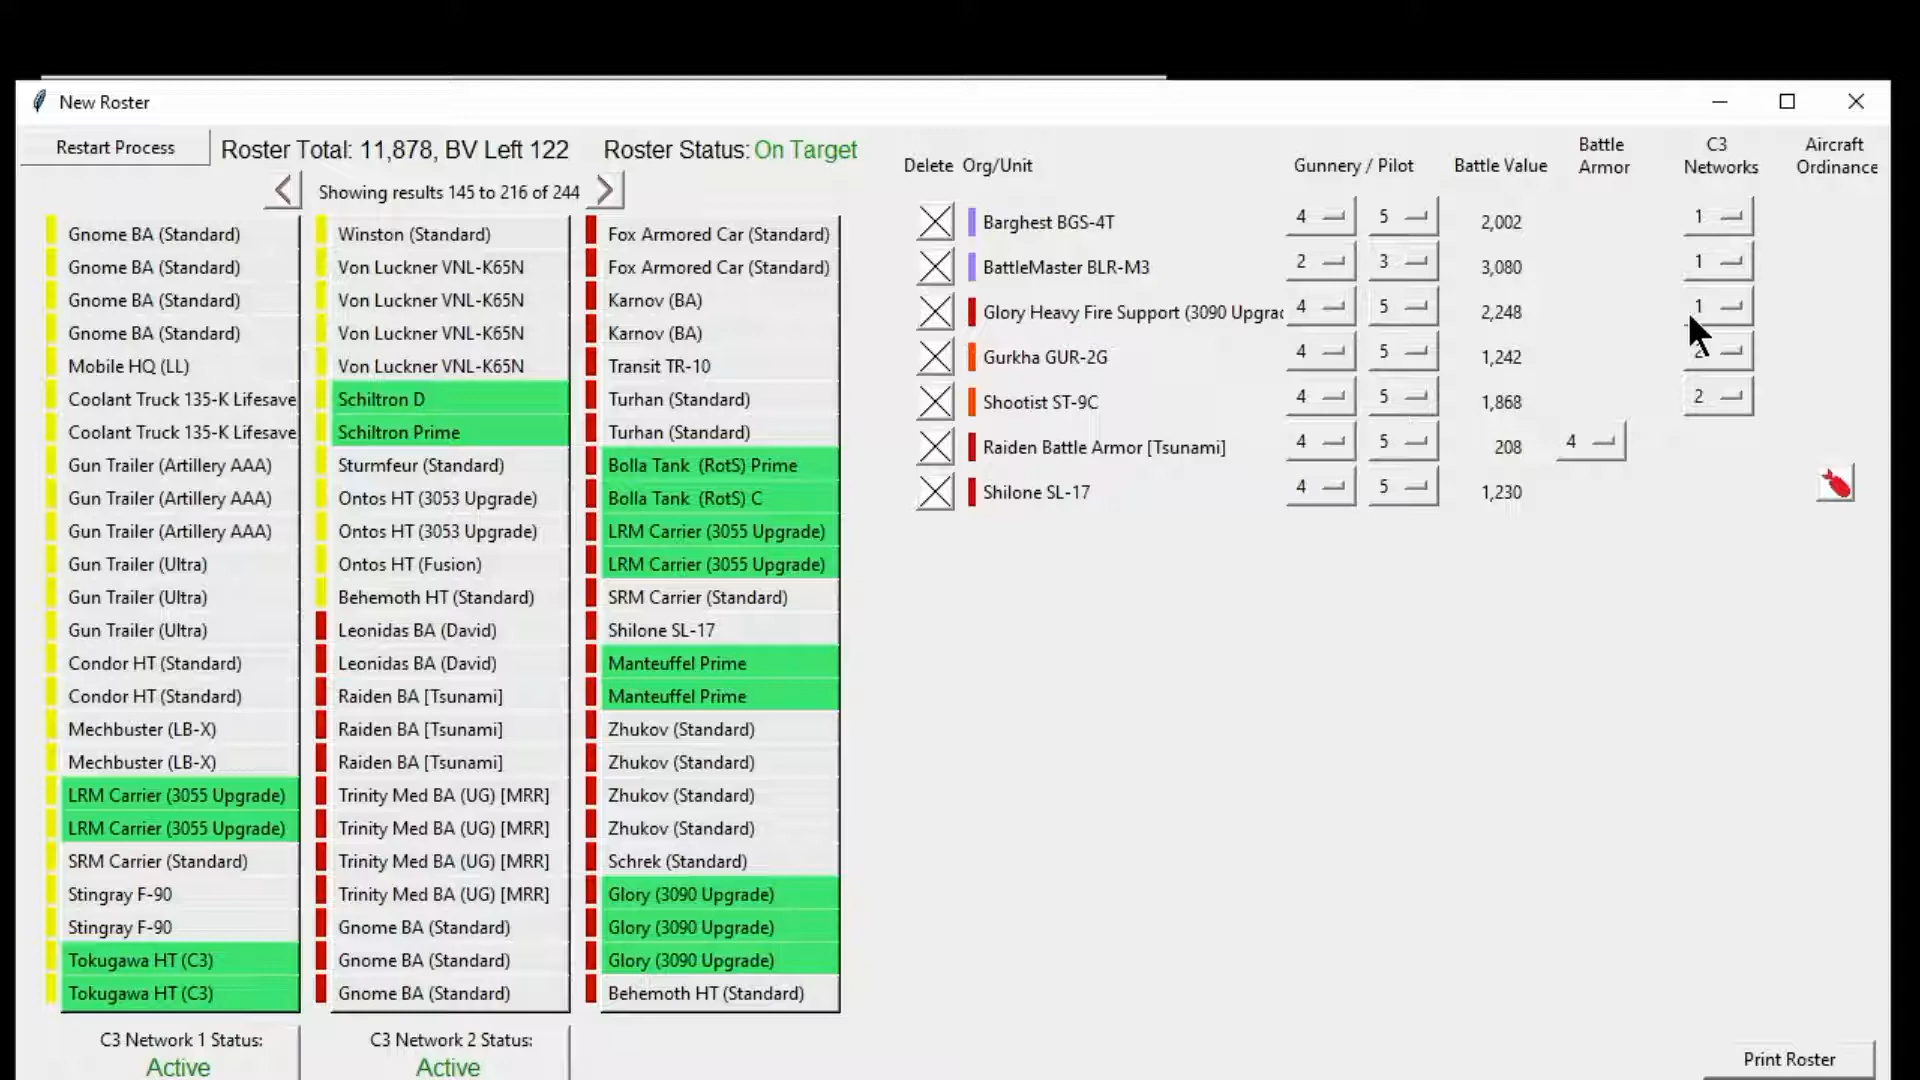 New Roster
Restart Process
Roster Total: 11,878, BV Left 122
Roster Status: On Target
Showing results 145 to 216 of 244
Gnome BA (Standard)
Gnome BA (Standard)
Gnome BA (Standard)
Gnome BA (Standard)
Mobile HQ (LL)
Coolant Truck 135-K Lifesave
Coolant Truck 135-K Lifesave
Gun Trailer (Artillery AAA)
Gun Trailer (Artillery AAA)
Gun Trailer (Artillery AAA)
Gun Trailer (Ultra)
Gun Trailer (Ultra)
Gun Trailer (Ultra)
Condor HT (Standard)
Condor HT (Standard)
Mechbuster (LB-X)
Mechbuster (LB-X)
LRM Carrier (3055 Upgrade)
LRM Carrier (3055 Upgrade)
SRM Carrier (Standard)
Stingray F-90
Stingray F-90
Tokugawa HT (C3)
Tokugawa HT (C3)
C3 Network 1 Status:
Active
Winston (Standard)
Von Luckner VNL-K65N
Von Luckner VNL-K65N
Von Luckner VNL-K65N
Von Luckner VNL-K65N
Schiltron D
Schiltron Prime
Sturmfeur (Standard)
Ontos HT (3053 Upgrade)
Ontos HT (3053 Upgrade)
Ontos HT (Fusion)
Behemoth HT (Standard)
Leonidas BA (David)
Leonidas BA (David)
Raiden BA [Tsunami]
Raiden BA [Tsunami]
Raiden BA [Tsunami]
Trinity Med BA (UG) [MRR]
Trinity Med BA (UG) [MRR]
Trinity Med BA (UG) [MRR]
Trinity Med BA (UG) [MRR]
Gnome BA (Standard)
Gnome BA (Standard)
Gnome BA (Standard)
C3 Network 2 Status:
Active
Fox Armored Car (Standard)
Fox Armored Car (Standard)
Karnov (BA)
Karnov (BA)
Transit TR-10
Turhan (Standard)
Turhan (Standard)
Bolla Tank (RotS) Prime
Bolla Tank (RotS) C
LRM Carrier (3055 Upgrade)
LRM Carrier (3055 Upgrade)
SRM Carrier (Standard)
Shilone SL-17
Manteuffel Prime
Manteuffel Prime
Zhukov (Standard)
Zhukov (Standard)
Zhukov (Standard)
Zhukov (Standard)
Schrek (Standard)
Glory (3090 Upgrade)
Glory (3090 Upgrade)
Glory (3090 Upgrade)
Behemoth HT (Standard)
Delete Org/Unit Gunnery / Pilot Battle Value Battle Armor C3 Networks Aircraft Ordinance
Barghest BGS-4T 4 5 2,002 1
BattleMaster BLR-M3 2 3 3,080 1
Glory Heavy Fire Support (3090 Upgrac 4 5 2,248 1
Gurkha GUR-2G 4 5 1,242 2
Shootist ST-9C 4 5 1,868 2
Raiden Battle Armor [Tsunami] 4 5 208 4
Shilone SL-17 4 5 1,230
Print Roster